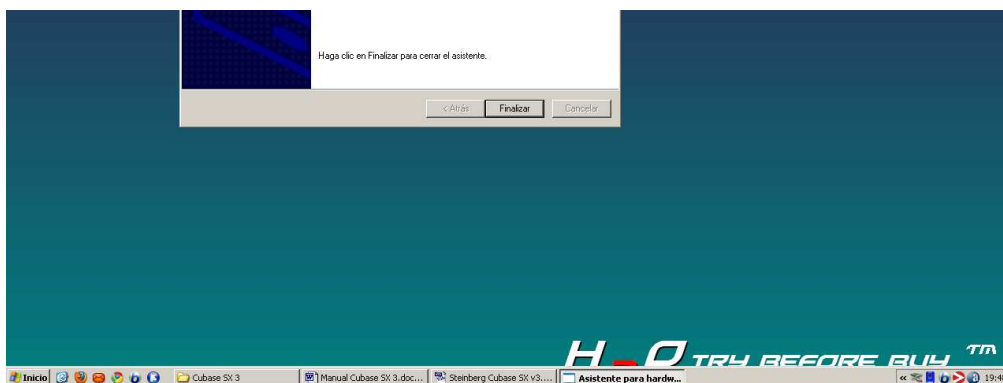 Haga clic en Finalizar para cerrar el asistente.
< Atrás Finalizar Cancelar
H_O TRY BEFORE BUY TM
Inicio Cubase SX 3 Manual Cubase SX 3.doc... Steinberg Cubase SX v3.... Asistente para hardw... «